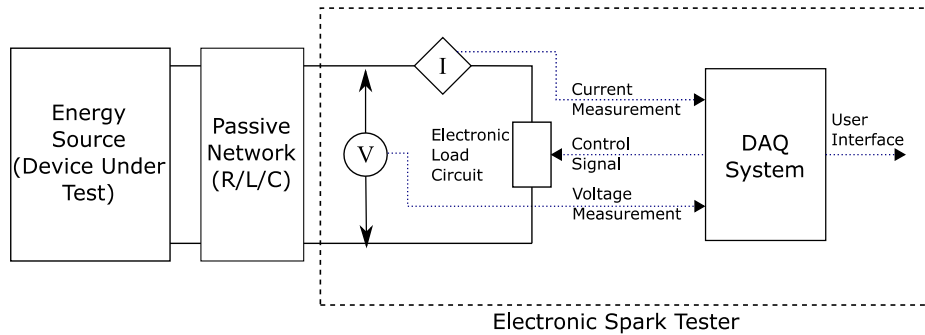 Energy
Source
(Device Under
Test)
Passive
Network
(R/L/C)
I
V
Electronic
Load
Circuit
Current
Measurement
Control
Signal
Voltage
Measurement
DAQ
System
User
Interface
Electronic Spark Tester